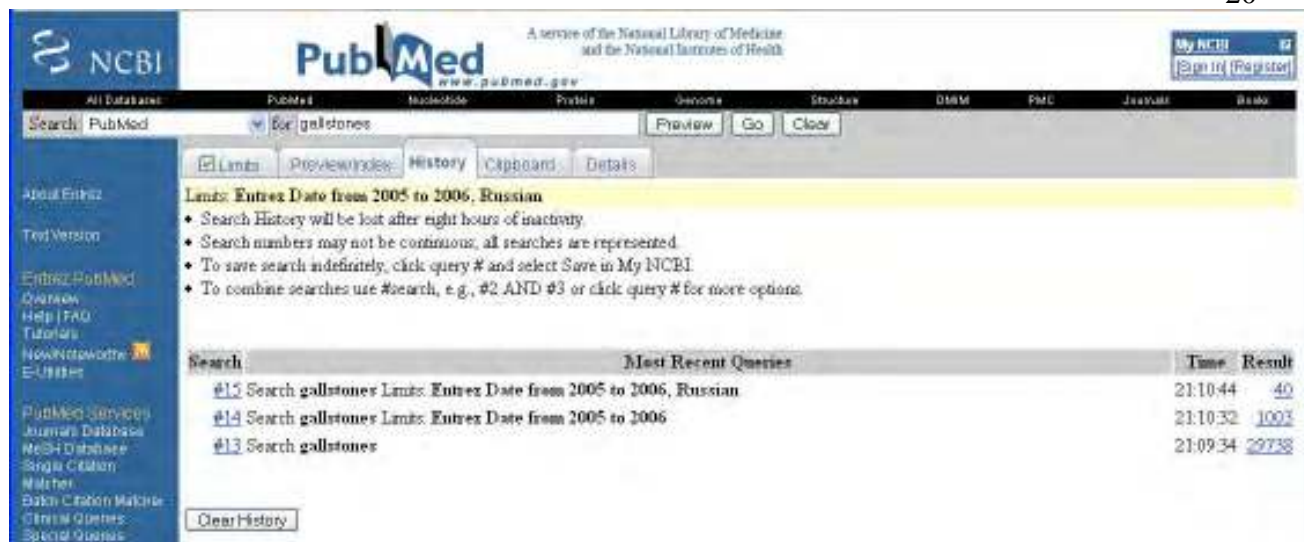 NCBI
PubMed
www.pubmed.gov
A service of the National Library of Medicine
and the National Institutes of Health
My NCBI
[Sign In] [Register]
All Databases PubMed Nucleotide Protein Genome Structure OMIM PMC Journals Books
Search PubMed for gallstones Preview Go Clear
Limits Preview/Index History Clipboard Details
About Entrez
Text Version
Entrez PubMed
Overview
Help | FAQ
Tutorials
New/Noteworthy
E-Utilities
PubMed Services
Journals Database
MeSH Database
Single Citation
Matcher
Batch Citation Matcher
Clinical Queries
Special Queries
Limits: Entrez Date from 2005 to 2006, Russian
• Search History will be lost after eight hours of inactivity.
• Search numbers may not be continuous; all searches are represented.
• To save search indefinitely, click query # and select Save in My NCBI.
• To combine searches use #search, e.g., #2 AND #3 or click query # for more options.
Search Most Recent Queries Time Result
#15 Search gallstones Limits: Entrez Date from 2005 to 2006, Russian 21:10:44 40
#14 Search gallstones Limits: Entrez Date from 2005 to 2006 21:10:32 1003
#13 Search gallstones 21:09:34 29738
Clear History